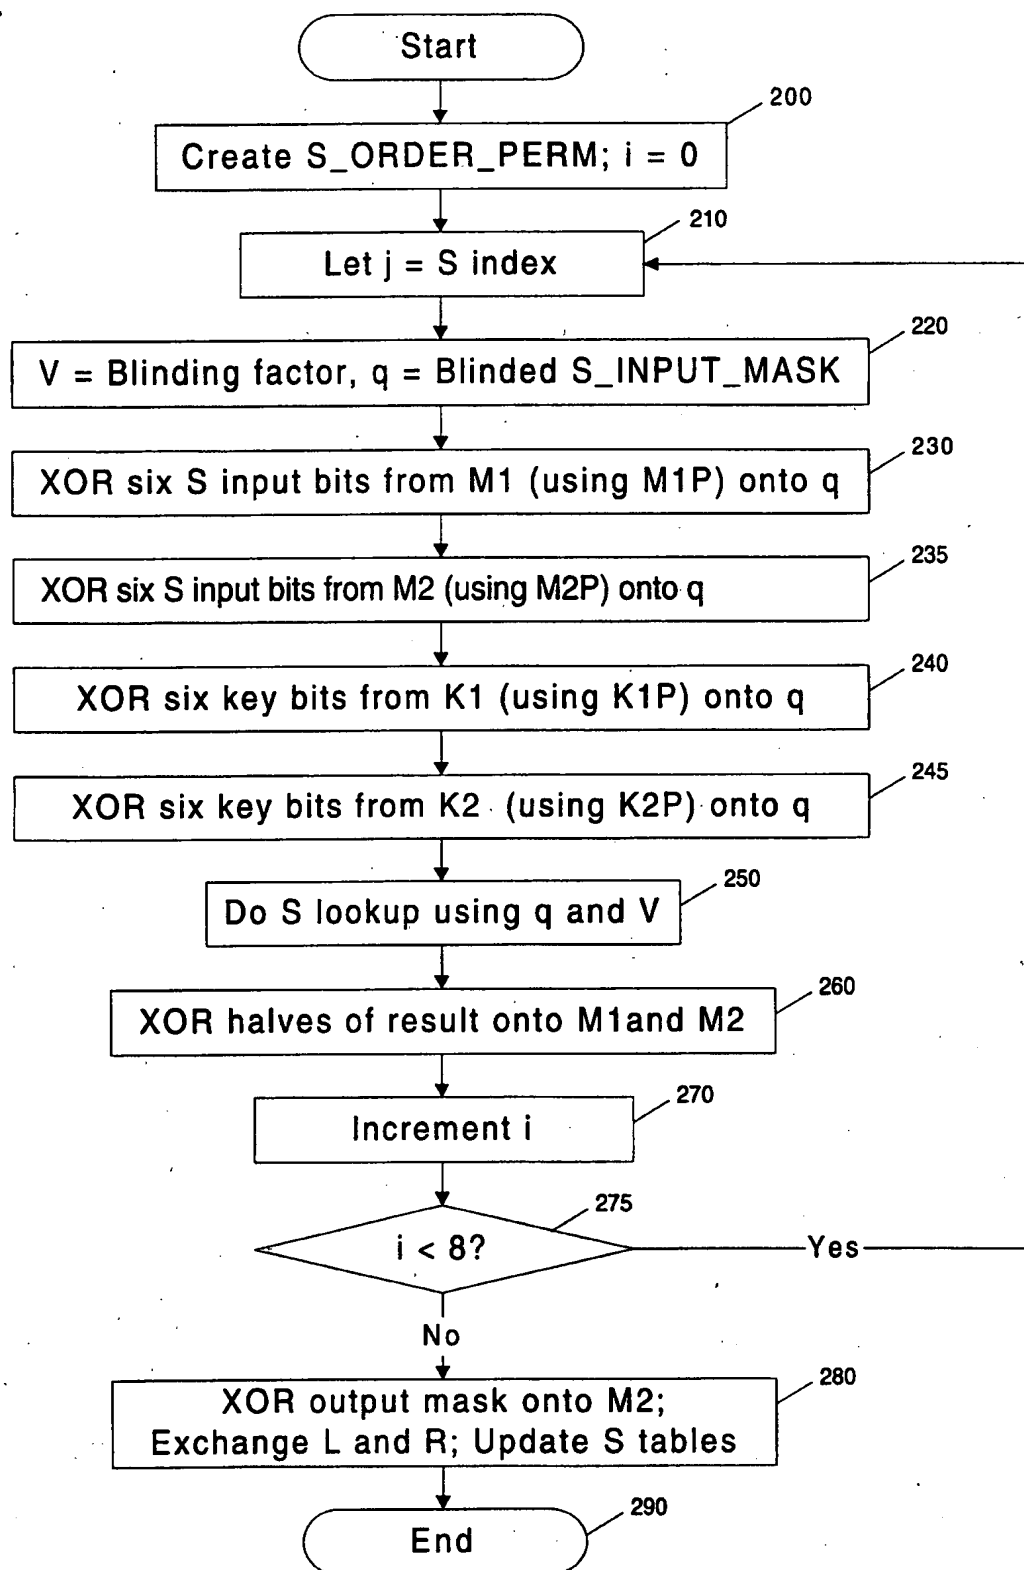 Start
200
Create S_ORDER_PERM; i = 0
210
Let j = S index
220
V = Blinding factor, q = Blinded S_INPUT_MASK
230
XOR six S input bits from M1 (using M1P) onto q
235
XOR six S input bits from M2 (using M2P) onto q
240
XOR six key bits from K1 (using K1P) onto q
245
XOR six key bits from K2 (using K2P) onto q
250
Do S lookup using q and V
260
XOR halves of result onto M1and M2
270
Increment i
275
i < 8?
Yes
No
280
XOR output mask onto M2;
Exchange L and R; Update S tables
290
End